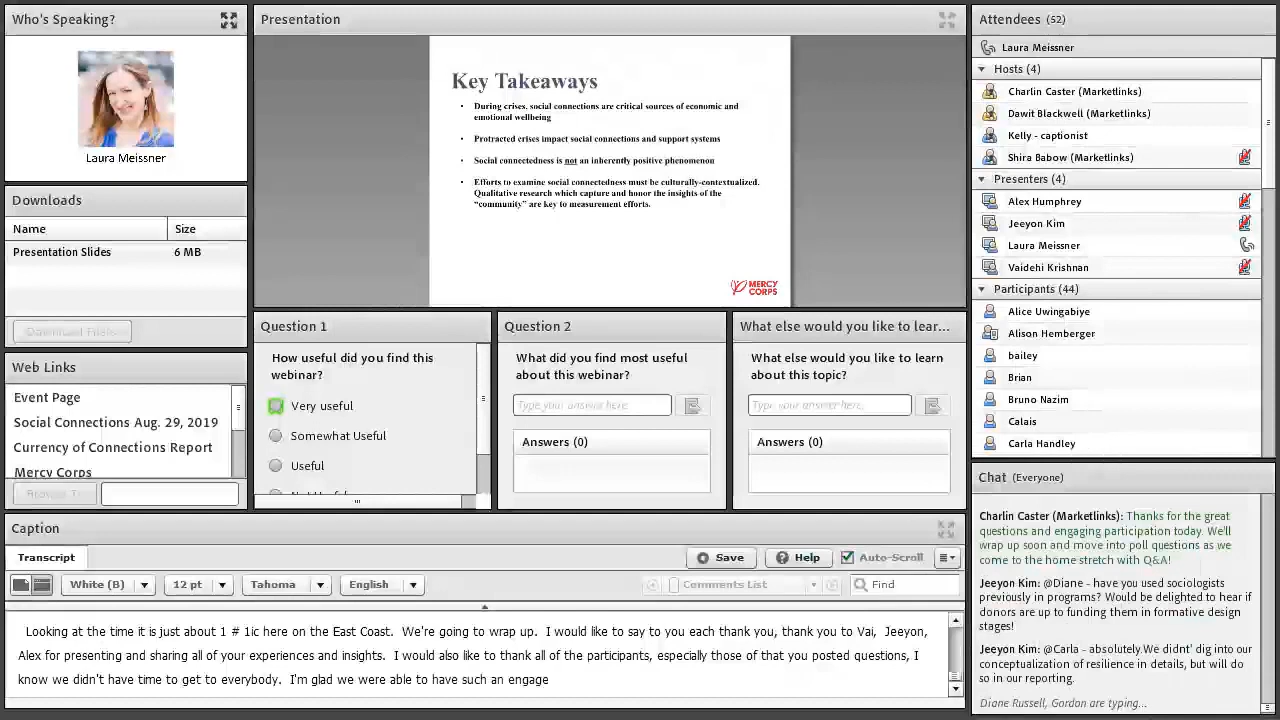 Who's Speaking?
Laura Meissner
Downloads
Name Size
Presentation Slides 6 MB
Web Links
Event Page
Social Connections Aug. 29, 2019
Currency of Connections Report
Mercy Corps
Presentation
Key Takeaways
• During crises, social connections are critical sources of economic and
emotional wellbeing
• Protracted crises impact social connections and support systems
• Social connectedness is not an inherently positive phenomenon
• Efforts to examine social connectedness must be culturally-contextualized.
Qualitative research which capture and honor the insights of the
“community” are key to measurement efforts.
MERCY
CORPS
Question 1
How useful did you find this
webinar?
Very useful
Somewhat Useful
Useful
Question 2
What did you find most useful
about this webinar?
Type your answer here.
Answers (0)
What else would you like to lear...
What else would you like to learn
about this topic?
Type your answer here.
Answers (0)
Caption
Transcript
Save
Help
Auto-Scroll
White (B)
12 pt
Tahoma
English
Comments List
Find
Looking at the time it is just about 1 # 1ic here on the East Coast. We're going to wrap up. I would like to say to you each thank you, thank you to Vai, Jeeyon,
Alex for presenting and sharing all of your experiences and insights. I would also like to thank all of the participants, especially those of that you posted questions, I
know we didn't have time to get to everybody. I'm glad we were able to have such an engage
Attendees (52)
Laura Meissner
Hosts (4)
Charlin Caster (Marketlinks)
Dawit Blackwell (Marketlinks)
Kelly - captionist
Shira Babow (Marketlinks)
Presenters (4)
Alex Humphrey
Jeeyon Kim
Laura Meissner
Vaidehi Krishnan
Participants (44)
Alice Uwingabiye
Alison Hemberger
bailey
Brian
Bruno Nazim
Calais
Carla Handley
Chat (Everyone)
Charlin Caster (Marketlinks): Thanks for the great
questions and engaging participation today. We'll
wrap up soon and move into poll questions as we
come to the home stretch with Q&A!
Jeeyon Kim: @Diane - have you used sociologists
previously in programs? Would be delighted to hear if
donors are up to funding them in formative design
stages!
Jeeyon Kim: @Carla - absolutely.We didnt' dig into our
conceptualization of resilience in details, but will do
so in our reporting.
Diane Russell, Gordon are typing...